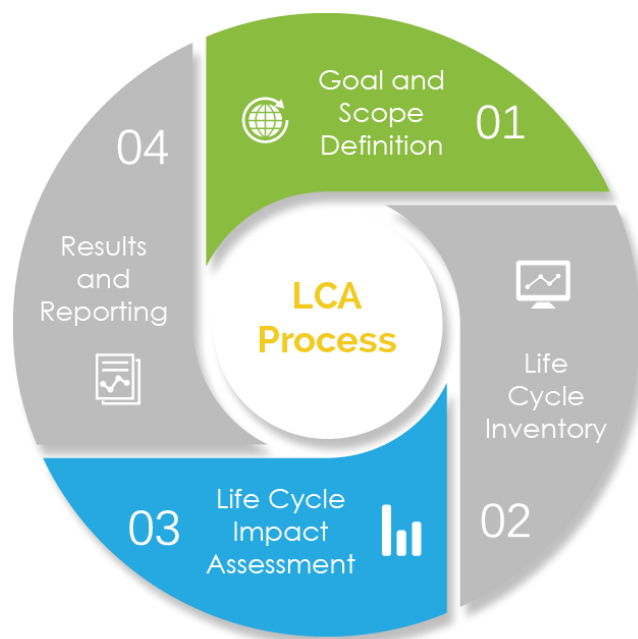 LCA
Process
Goal and
Scope
Definition
01
Life
Cycle
Inventory
02
03
Life Cycle
Impact
Assessment
04
Results
and
Reporting